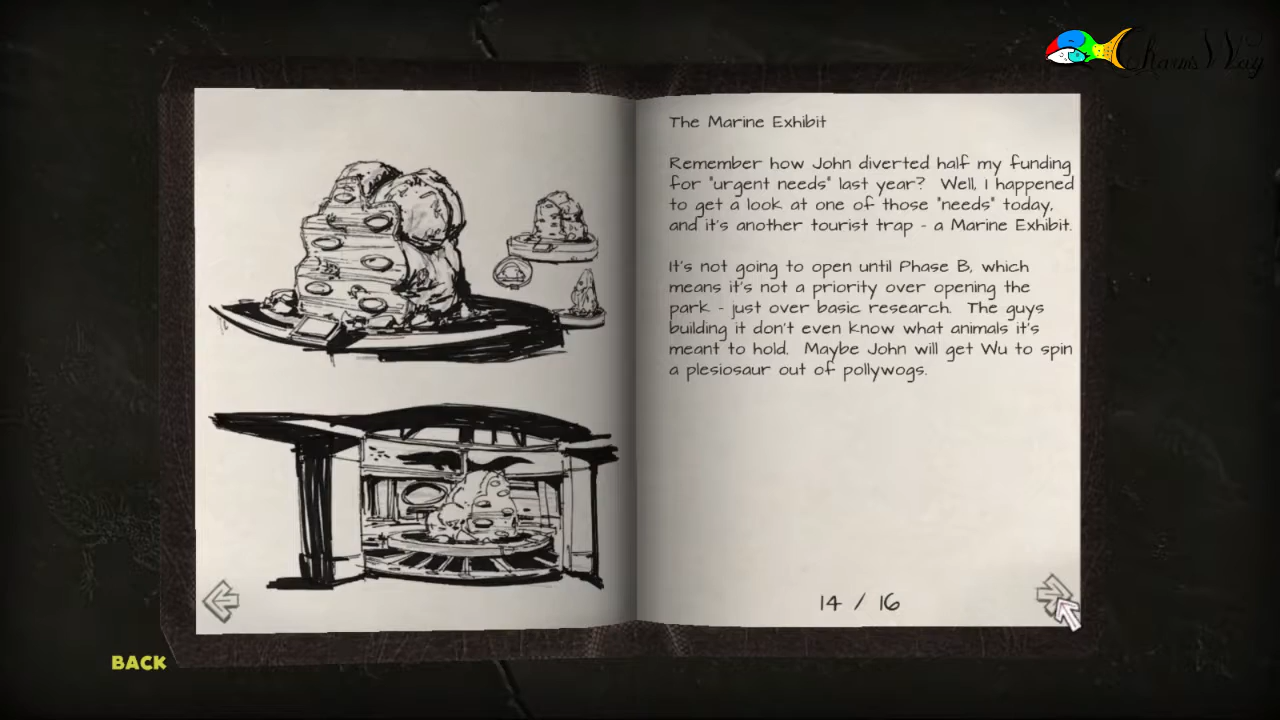 Charm's Way
The Marine Exhibit
Remember how John diverted half my funding
for "urgent needs" last year? Well, I happened
to get a look at one of those "needs" today,
and it's another tourist trap - a Marine Exhibit.
It's not going to open until Phase B, which
means it's not a priority over opening the
park - just over basic research. The guys
building it don't even know what animals it's
meant to hold. Maybe John will get Wu to spin
a plesiosaur out of pollywogs.
14 / 16
BACK